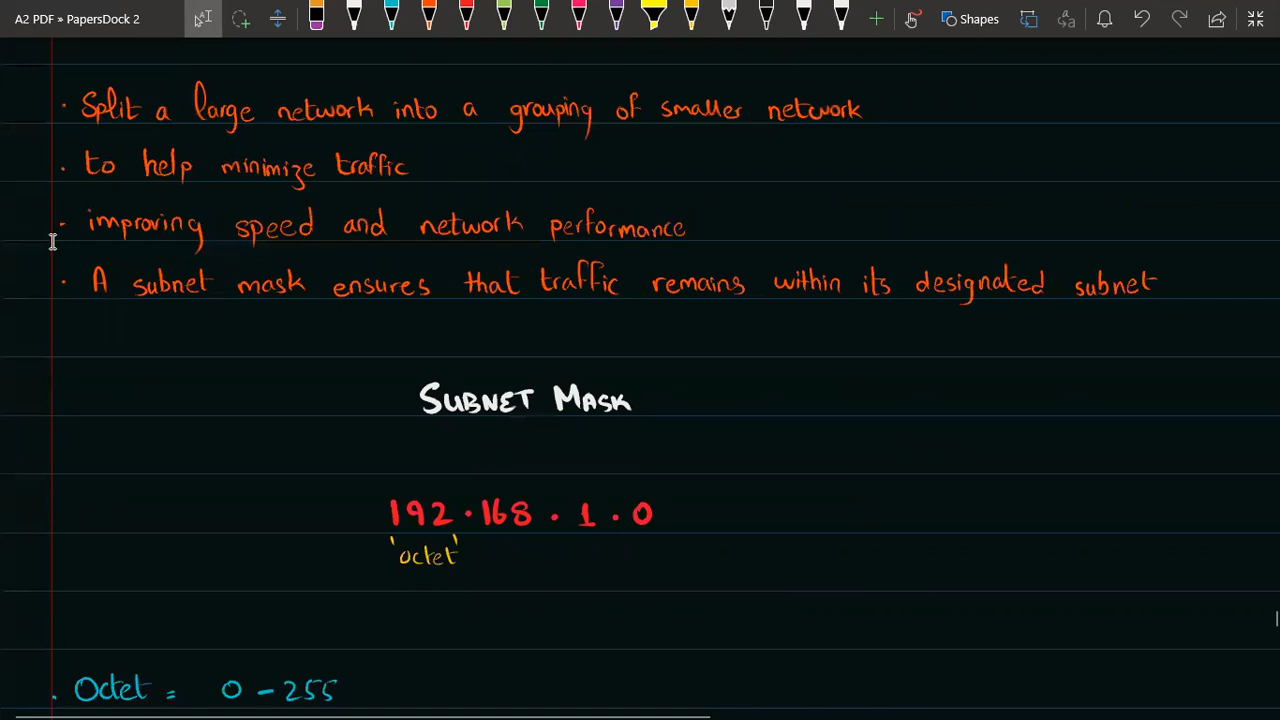 A2 PDF » PapersDock 2
Shapes
· Split a large network into a grouping of smaller network
· to help minimize traffic
· improving speed and network performance
· A subnet mask ensures that traffic remains within its designated subnet
SUBNET MASK
192.168.1.0
'octet'
. Octet = 0-255